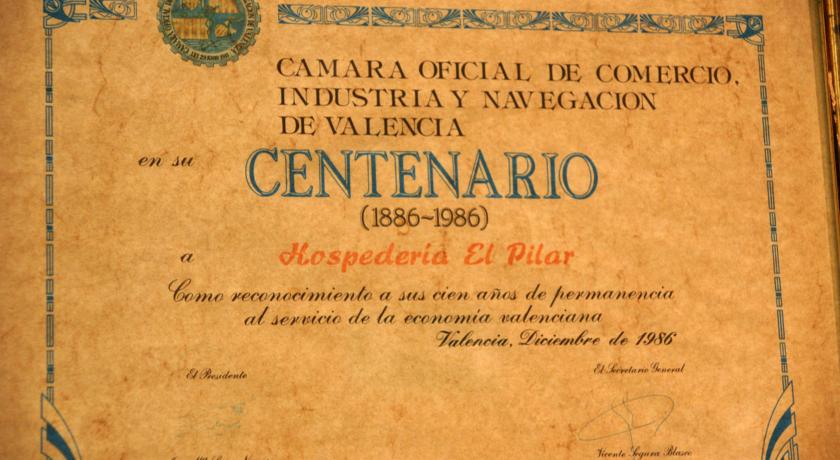 CAMARA OFICIAL DE COMERCIO,
INDUSTRIA Y NAVEGACION
DE VALENCIA
en su
CENTENARIO
(1886~1986)
a Hospedería El Pilar
Como reconocimiento a sus cien años de permanencia
al servicio de la economía valenciana
Valencia, Diciembre de 1986
El Presidente El Secretario General
Vicente Segura Blasco